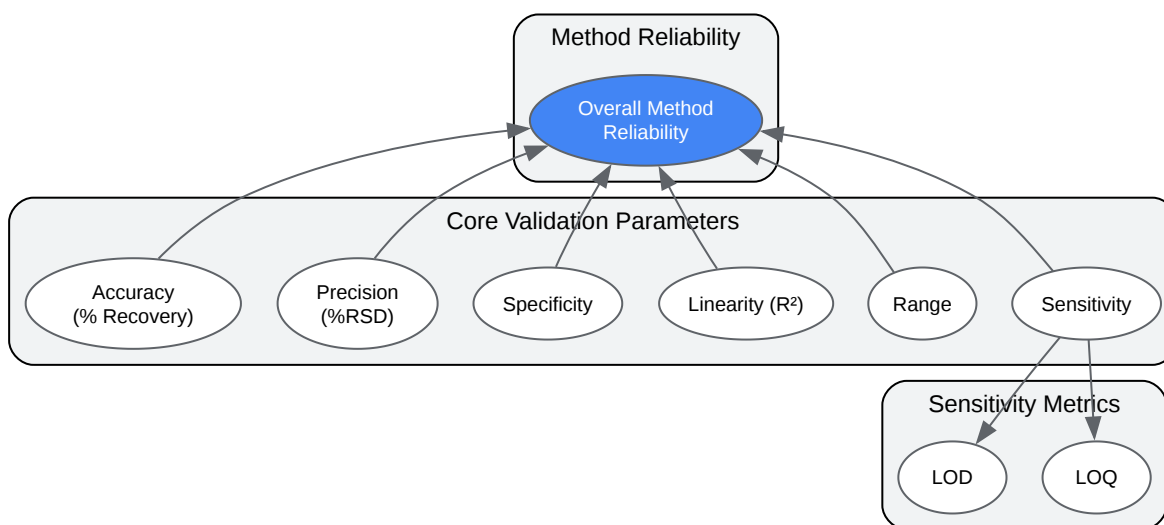 Method Reliability
Overall Method
Reliability
Core Validation Parameters
Accuracy
(% Recovery)
Precision
(%RSD)
Specificity
Linearity (R²)
Range
Sensitivity
Sensitivity Metrics
LOD
LOQ